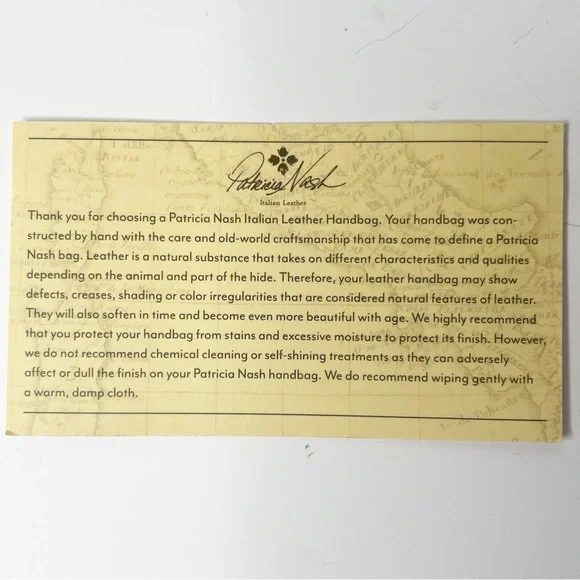 Patricia Nash
Italian Leather
Thank you for choosing a Patricia Nash Italian Leather Handbag. Your handbag was con-
structed by hand with the care and old-world craftsmanship that has come to define a Patricia
Nash bag. Leather is a natural substance that takes on different characteristics and qualities
depending on the animal and part of the hide. Therefore, your leather handbag may show
defects, creases, shading or color irregularities that are considered natural features of leather.
They will also soften in time and become even more beautiful with age. We highly recommend
that you protect your handbag from stains and excessive moisture to protect its finish. However,
we do not recommend chemical cleaning or self-shining treatments as they can adversely
affect or dull the finish on your Patricia Nash handbag. We do recommend wiping gently with
a warm, damp cloth.